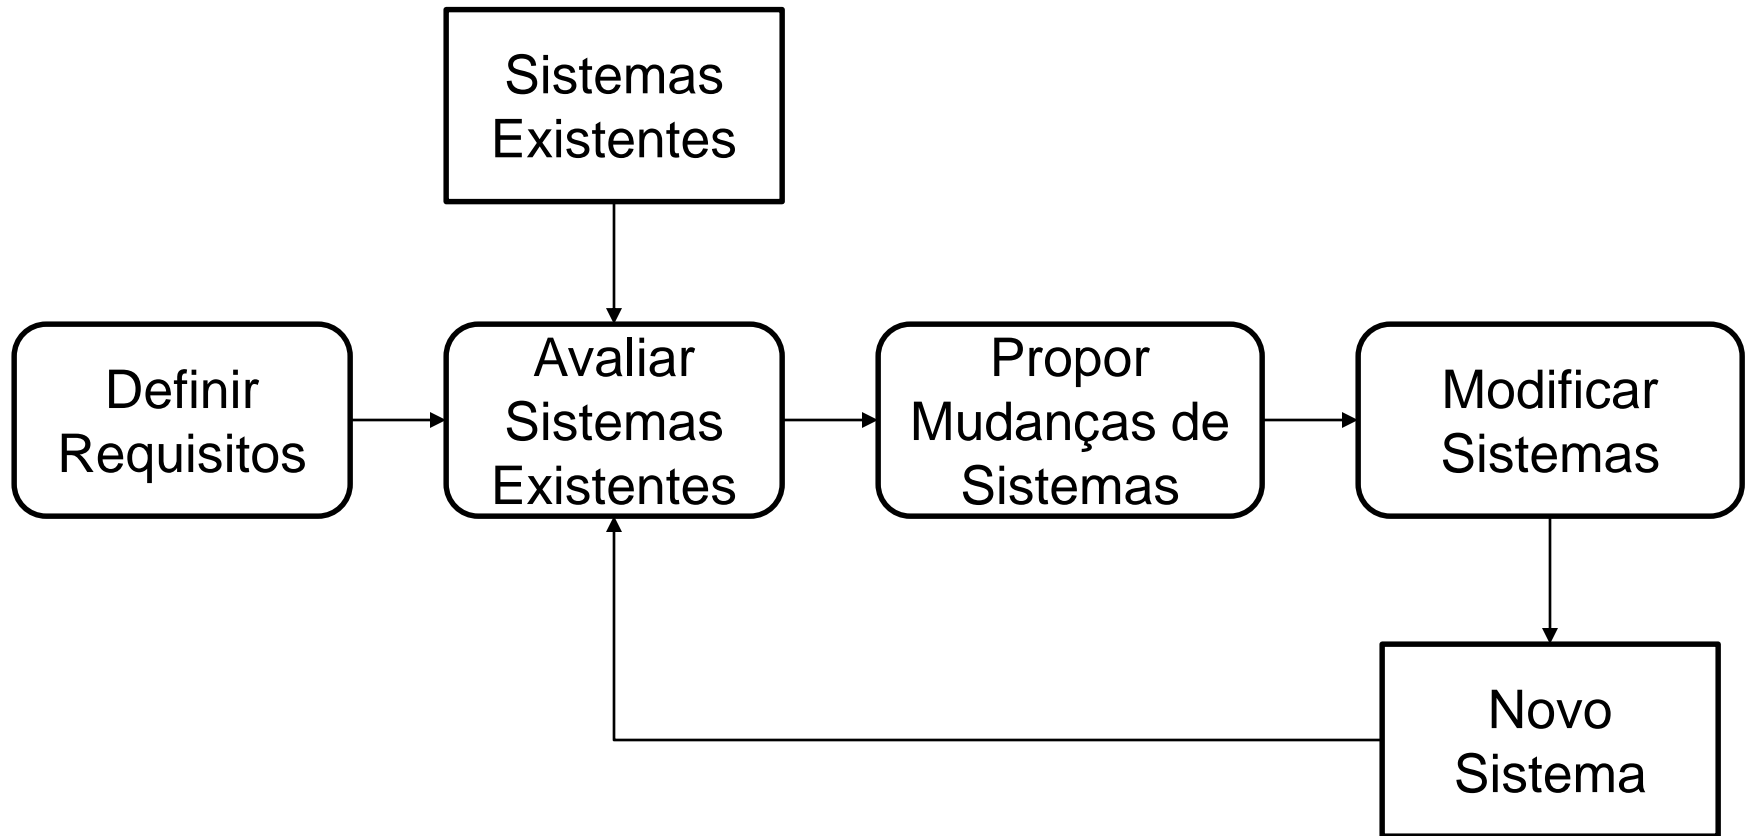 Sistemas
Existentes
Definir
Requisitos
Avaliar
Sistemas
Existentes
Propor
Mudanças de
Sistemas
Modificar
Sistemas
Novo
Sistema